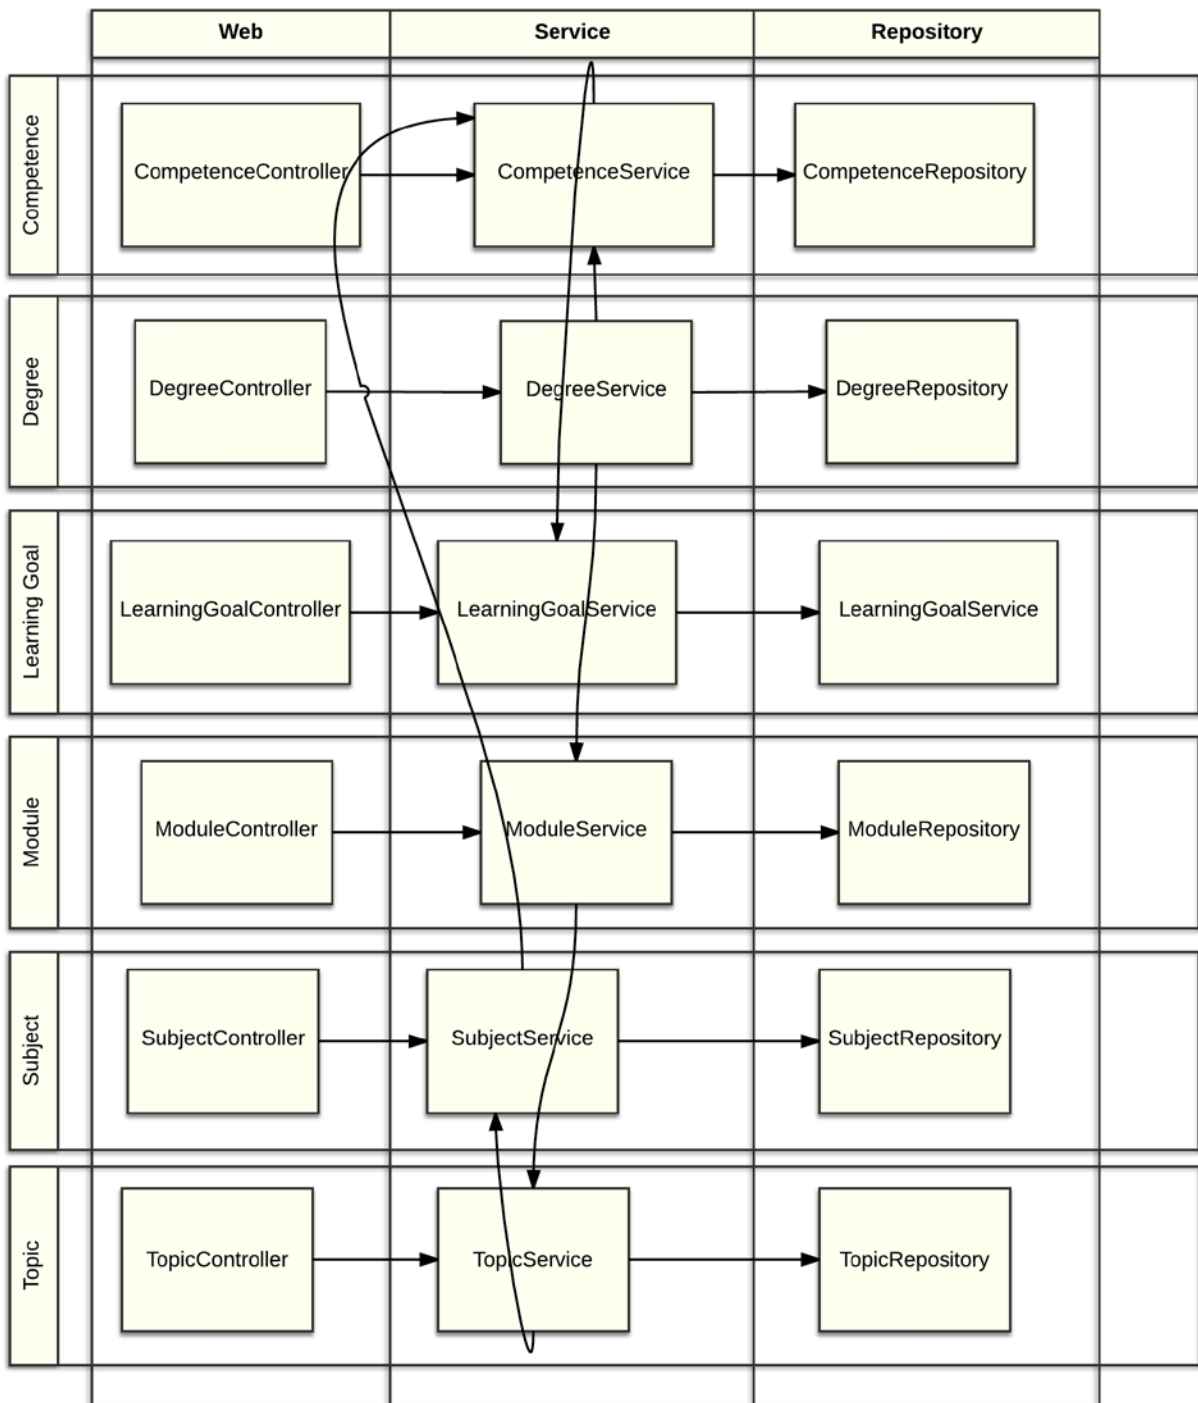 Web Service Repository
Competence
CompetenceController CompetenceService CompetenceRepository
Degree
DegreeController DegreeService DegreeRepository
Learning Goal
LearningGoalController LearningGoalService LearningGoalService
Module
ModuleController ModuleService ModuleRepository
Subject
SubjectController SubjectService SubjectRepository
Topic
TopicController TopicService TopicRepository